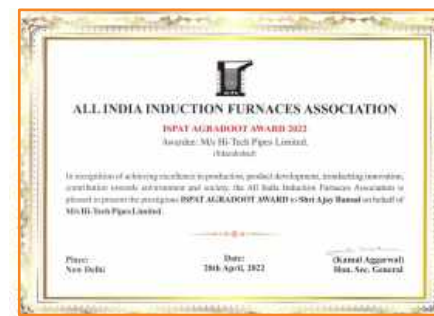 ALL INDIA INDUCTION FURNACES ASSOCIATION
ISPAT AGRADOOT AWARD 2022
Awardee: M/s Hi-Tech Pipes Limited.
In recognition of achieving excellence in production, product development, trendsetting innovation,
contribution towards environment and society, the All India Induction Furnaces Association is
pleased to present the prestigious ISPAT AGRADOOT AWARD to Shri Ajay Bansal on behalf of
M/s Hi-Tech Pipes Limited.
Place: Date: (Kamal Aggarwal)
New Delhi 28th April, 2022 Hon. Sec. General